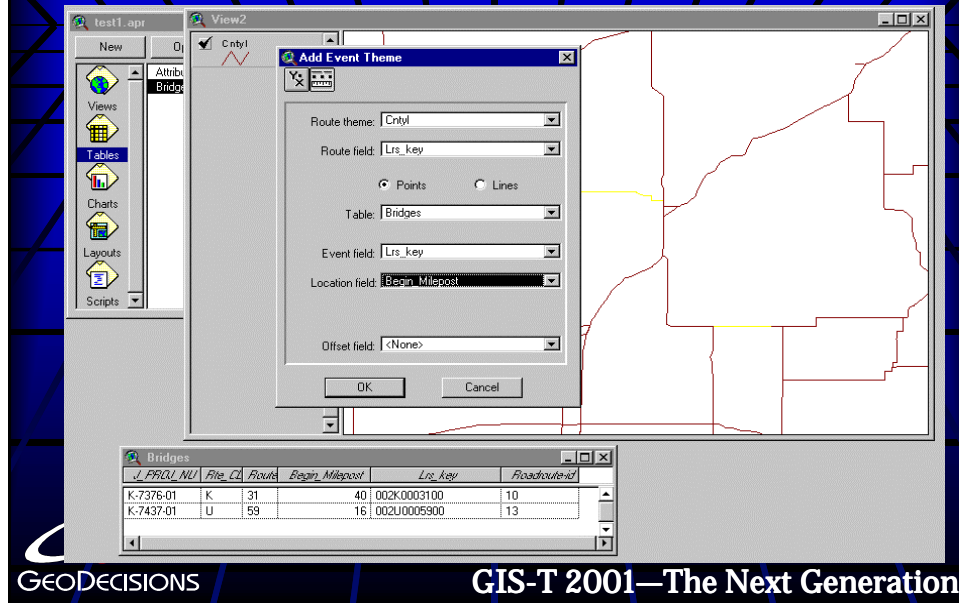 test1.apr
New
Views
Tables
Charts
Layouts
Scripts
View2
Cntyl
Add Event Theme
Route theme: Cntyl
Route field: Lrs_key
Points Lines
Table: Bridges
Event field: Lrs_key
Location field: Begin_Milepost
Offset field: <None>
OK Cancel
Bridges
J_PROJ_NU Rte_CL Route Begin_Milepost Lrs_key Roadroute-id
K-7376-01 K 31 40 002K0003100 10
K-7437-01 U 59 16 002U0005900 13
GEODECISIONS
GIS-T 2001—The Next Generation